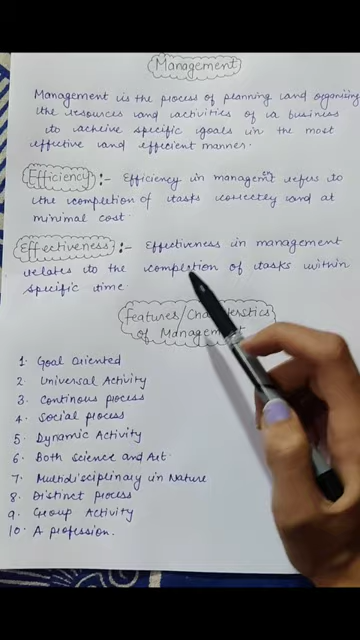 Management
Management is the process of planning and organizing
the resources and activities of a business
to achieve specific goals in the most
effective and efficient manner.
Efficiency :- Efficiency in management refers to
the completion of tasks correctly and at
minimal cost.
Effectiveness :- Effectiveness in management
relates to the completion of tasks within
specific time.
Features/Characterstics
of Management
1. Goal Oriented
2. Universal Activity
3. Continous process
4. Social process
5. Dynamic Activity
6. Both Science and Art.
7. Multidisciplinary in Nature
8. Distinct process
9. Group Activity
10. A profession.